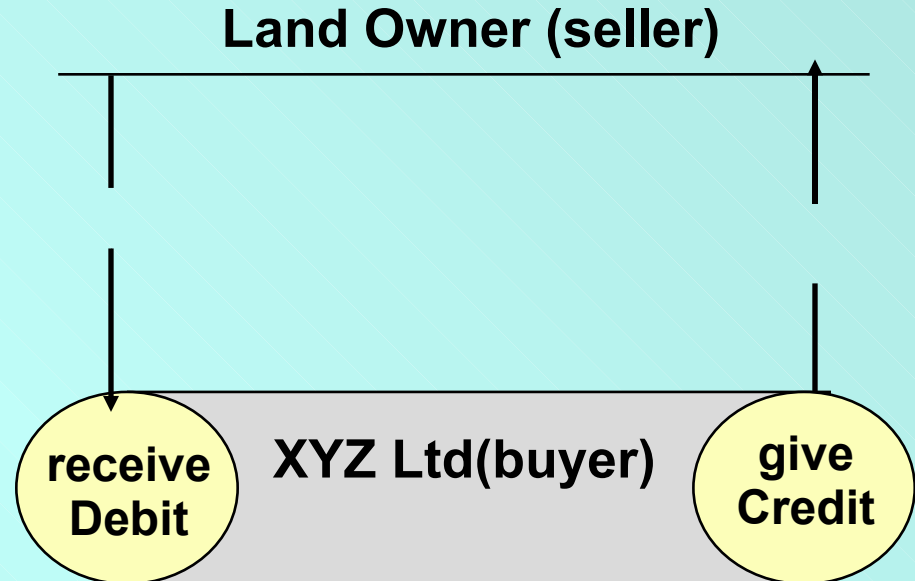 Land Owner (seller)
receive
Debit
XYZ Ltd(buyer)
give
Credit